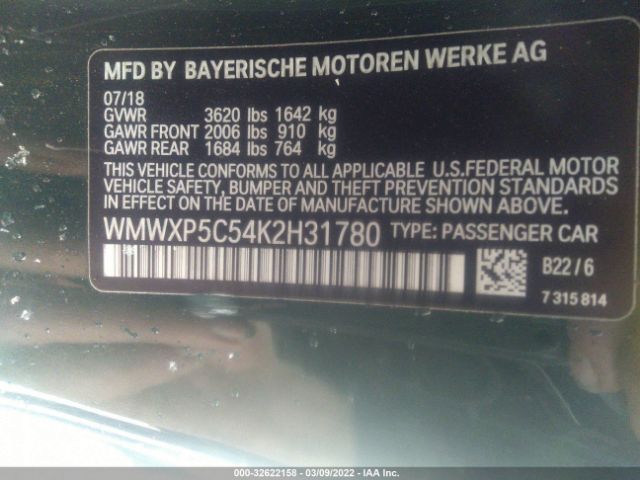 MFD BY BAYERISCHE MOTOREN WERKE AG
07/18
GVWR 3620 lbs 1642 kg
GAWR FRONT 2006 lbs 910 kg
GAWR REAR 1684 lbs 764 kg
THIS VEHICLE CONFORMS TO ALL APPLICABLE U.S.FEDERAL MOTOR
VEHICLE SAFETY, BUMPER AND THEFT PREVENTION STANDARDS
IN EFFECT ON THE DATE OF MANUFACTURE SHOWN ABOVE.
WMWXP5C54K2H31780 TYPE: PASSENGER CAR
B22/6
7 315 814
000-32622158 - 03/09/2022 - IAA Inc.